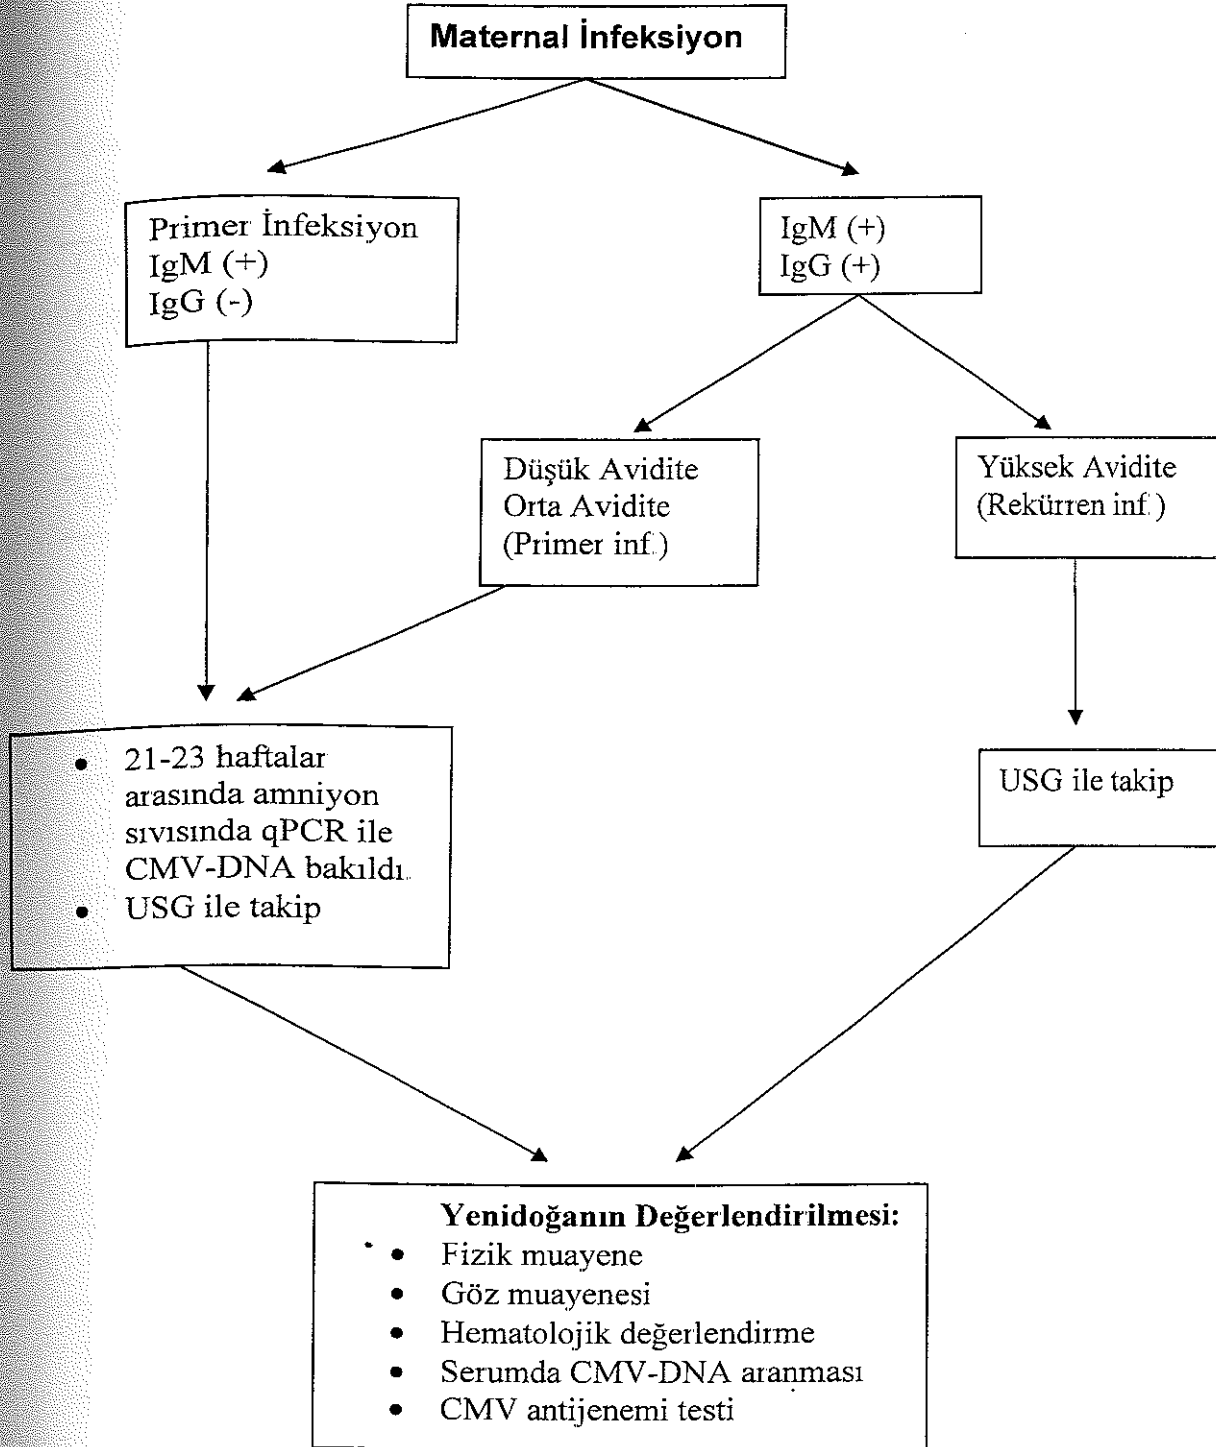 Maternal İnfeksiyon
Primer İnfeksiyon
IgM (+)
IgG (-)
IgM (+)
IgG (+)
Düşük Avidite
Orta Avidite
(Primer inf.)
Yüksek Avidite
(Rekürren inf.)
• 21-23 haftalar
arasında amniyon
sıvısında qPCR ile
CMV-DNA bakıldı.
• USG ile takip
USG ile takip
Yenidoğanın Değerlendirilmesi:
• Fizik muayene
• Göz muayenesi
• Hematolojik değerlendirme
• Serumda CMV-DNA aranması
• CMV antijenemi testi